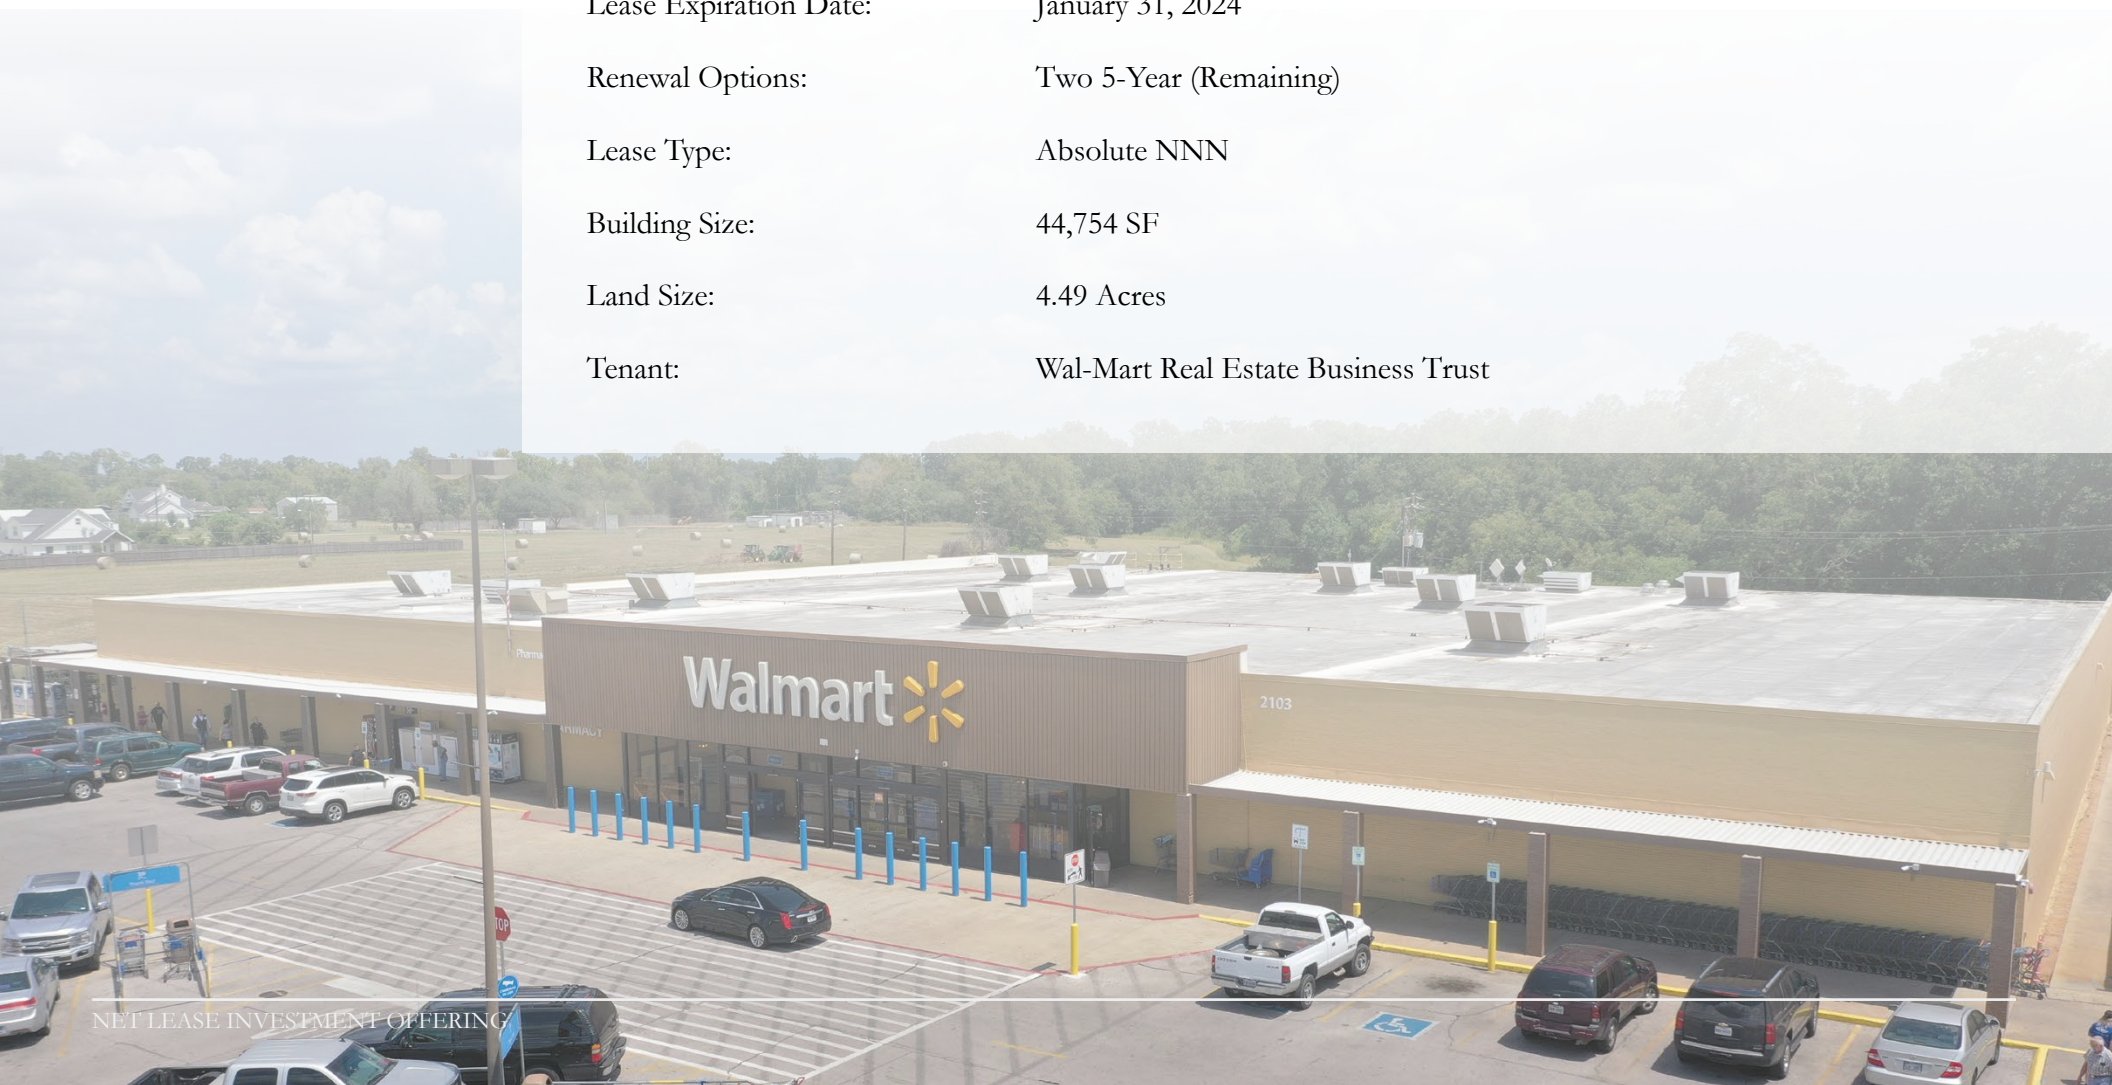 Lease Expiration Date: January 31, 2024
Renewal Options: Two 5-Year (Remaining)
Lease Type: Absolute NNN
Building Size: 44,754 SF
Land Size: 4.49 Acres
Tenant: Wal-Mart Real Estate Business Trust
Walmart
2103
NET LEASE INVESTMENT OFFERING